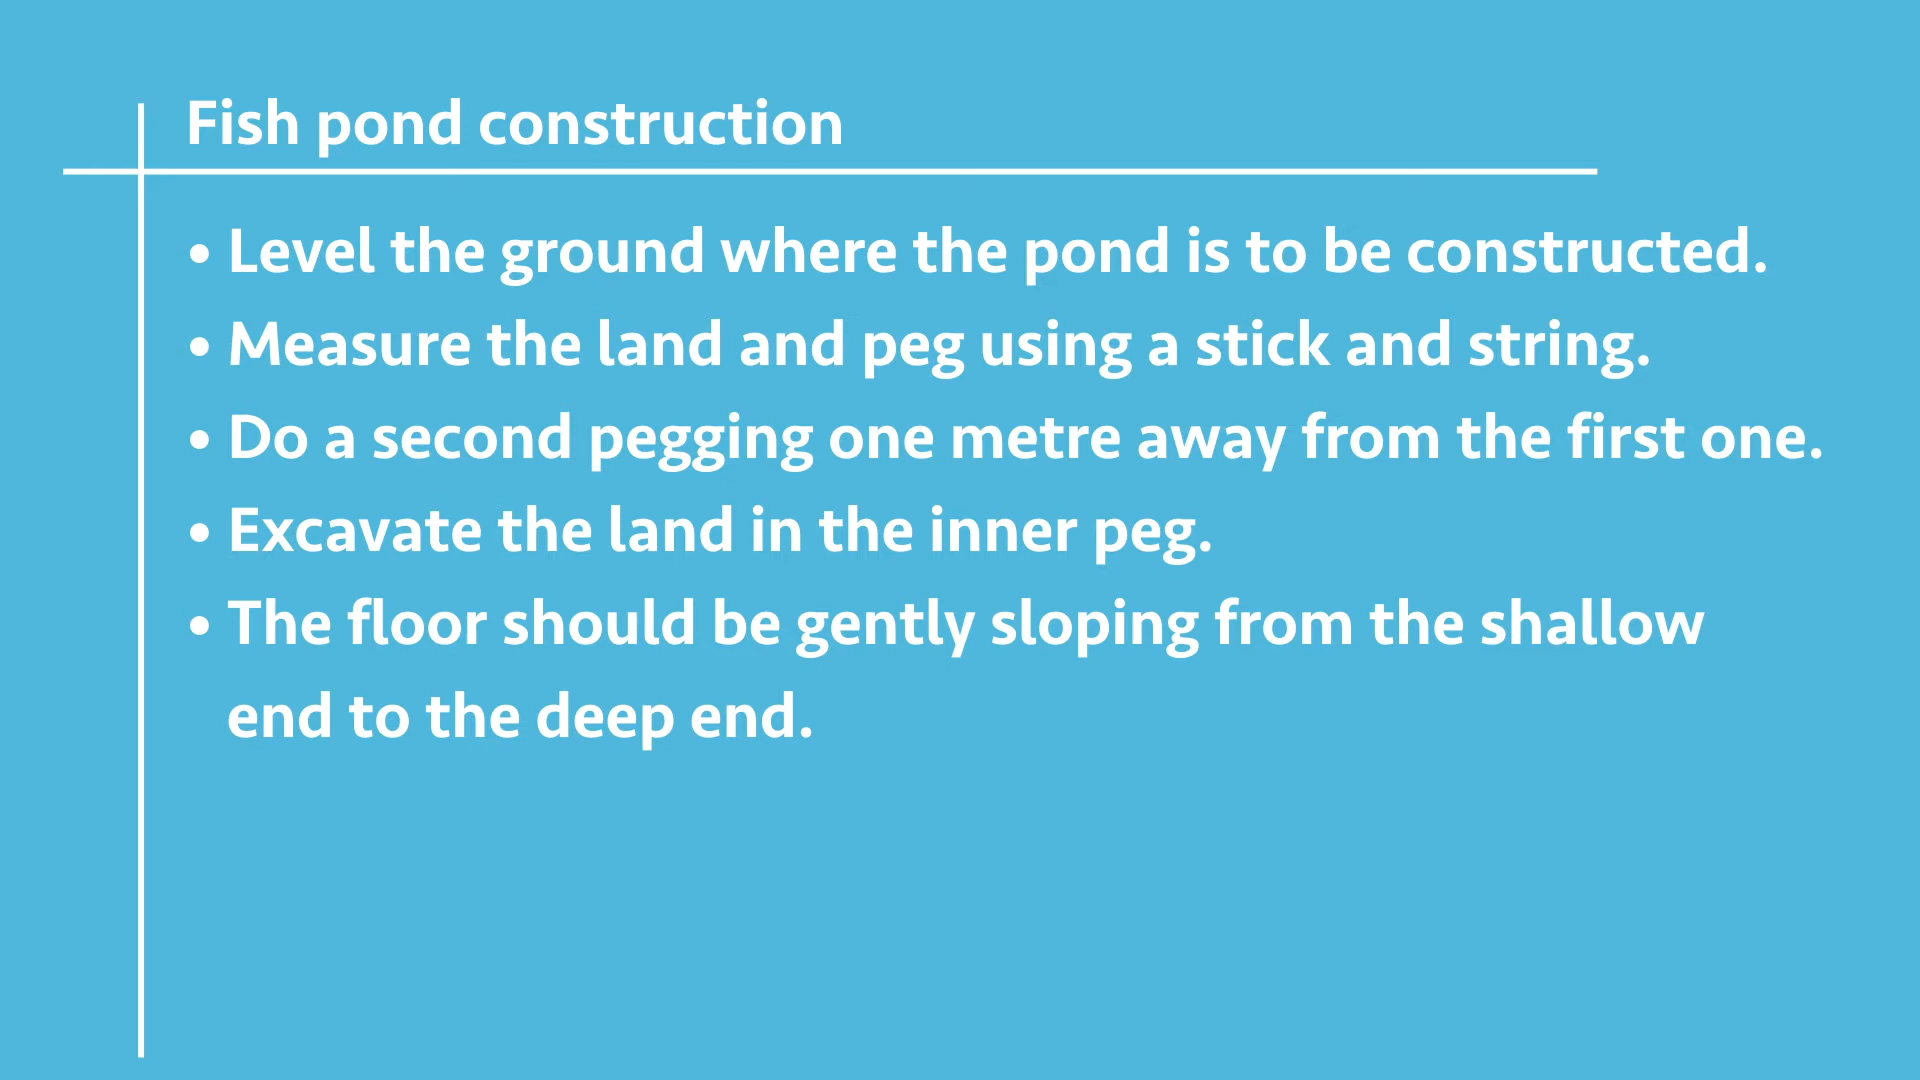 Fish pond construction
• Level the ground where the pond is to be constructed.
• Measure the land and peg using a stick and string.
• Do a second pegging one metre away from the first one.
• Excavate the land in the inner peg.
• The floor should be gently sloping from the shallow
end to the deep end.